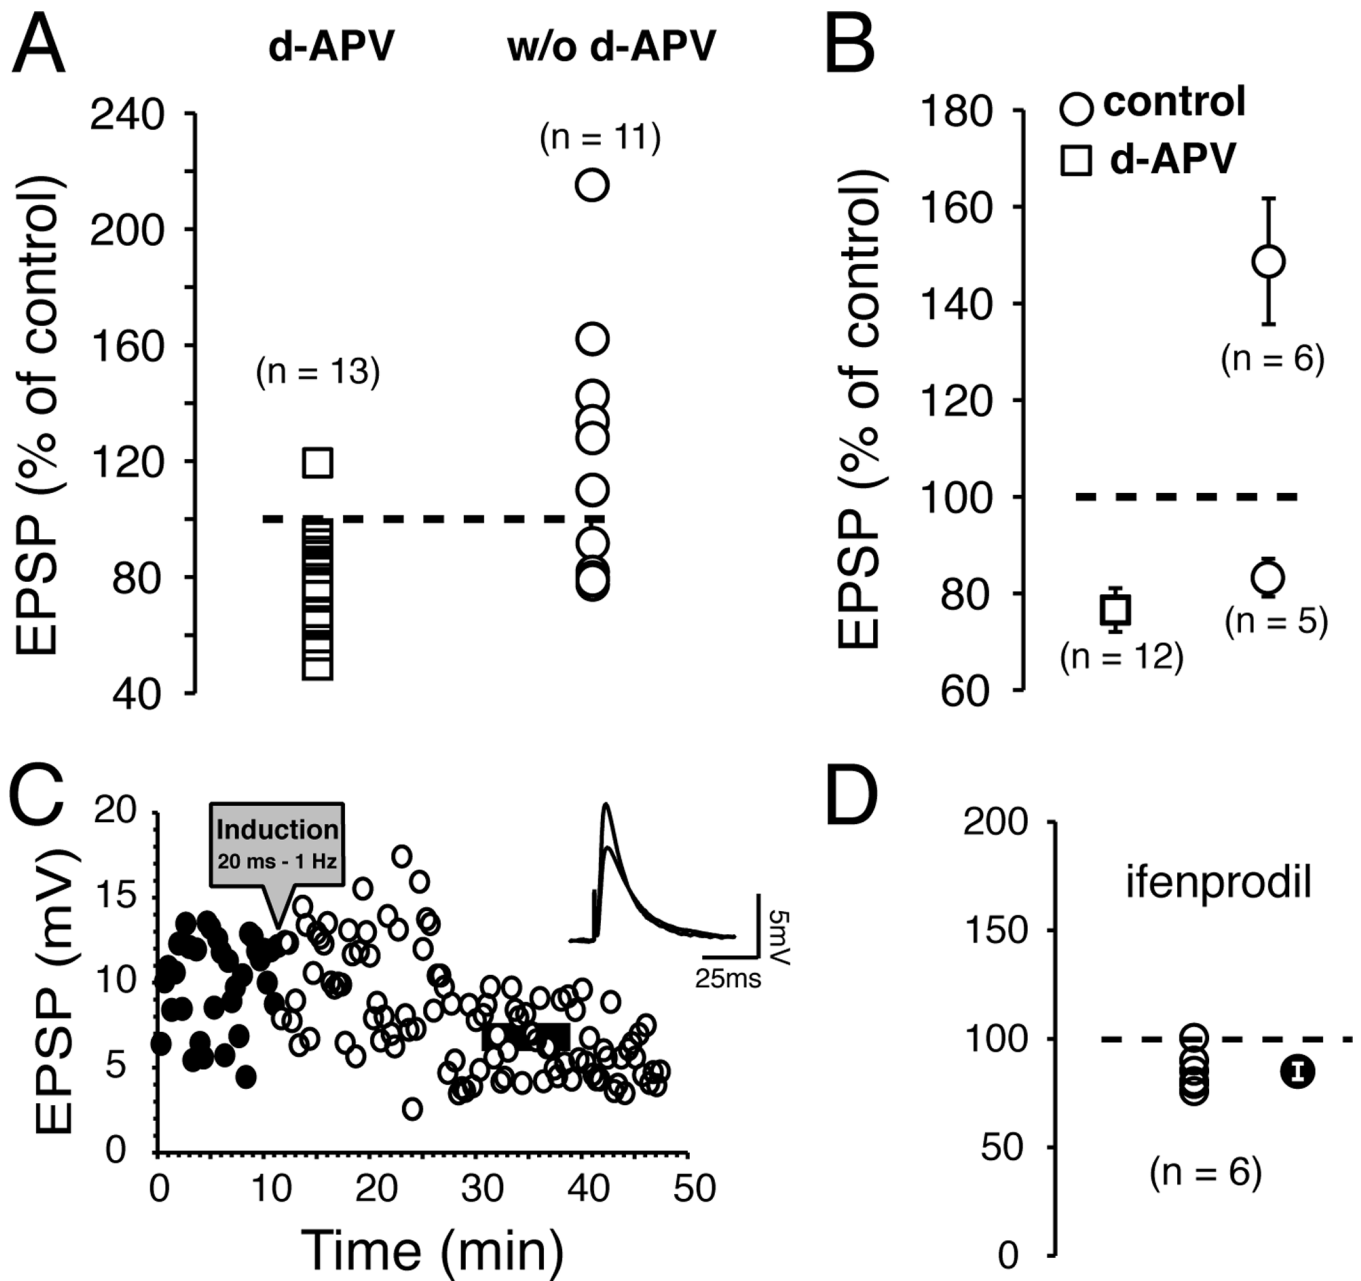 A
d-APV
w/o d-APV
EPSP (% of control)
240
200
160
120
80
40
(n = 13)
(n = 11)
B
EPSP (% of control)
180
160
140
120
100
80
60
control
d-APV
(n = 6)
(n = 5)
(n = 12)
C
EPSP (mV)
20
15
10
5
0
Induction
20 ms - 1 Hz
5mV
25ms
0 10 20 30 40 50
Time (min)
D
200
150
100
50
0
ifenprodil
(n = 6)